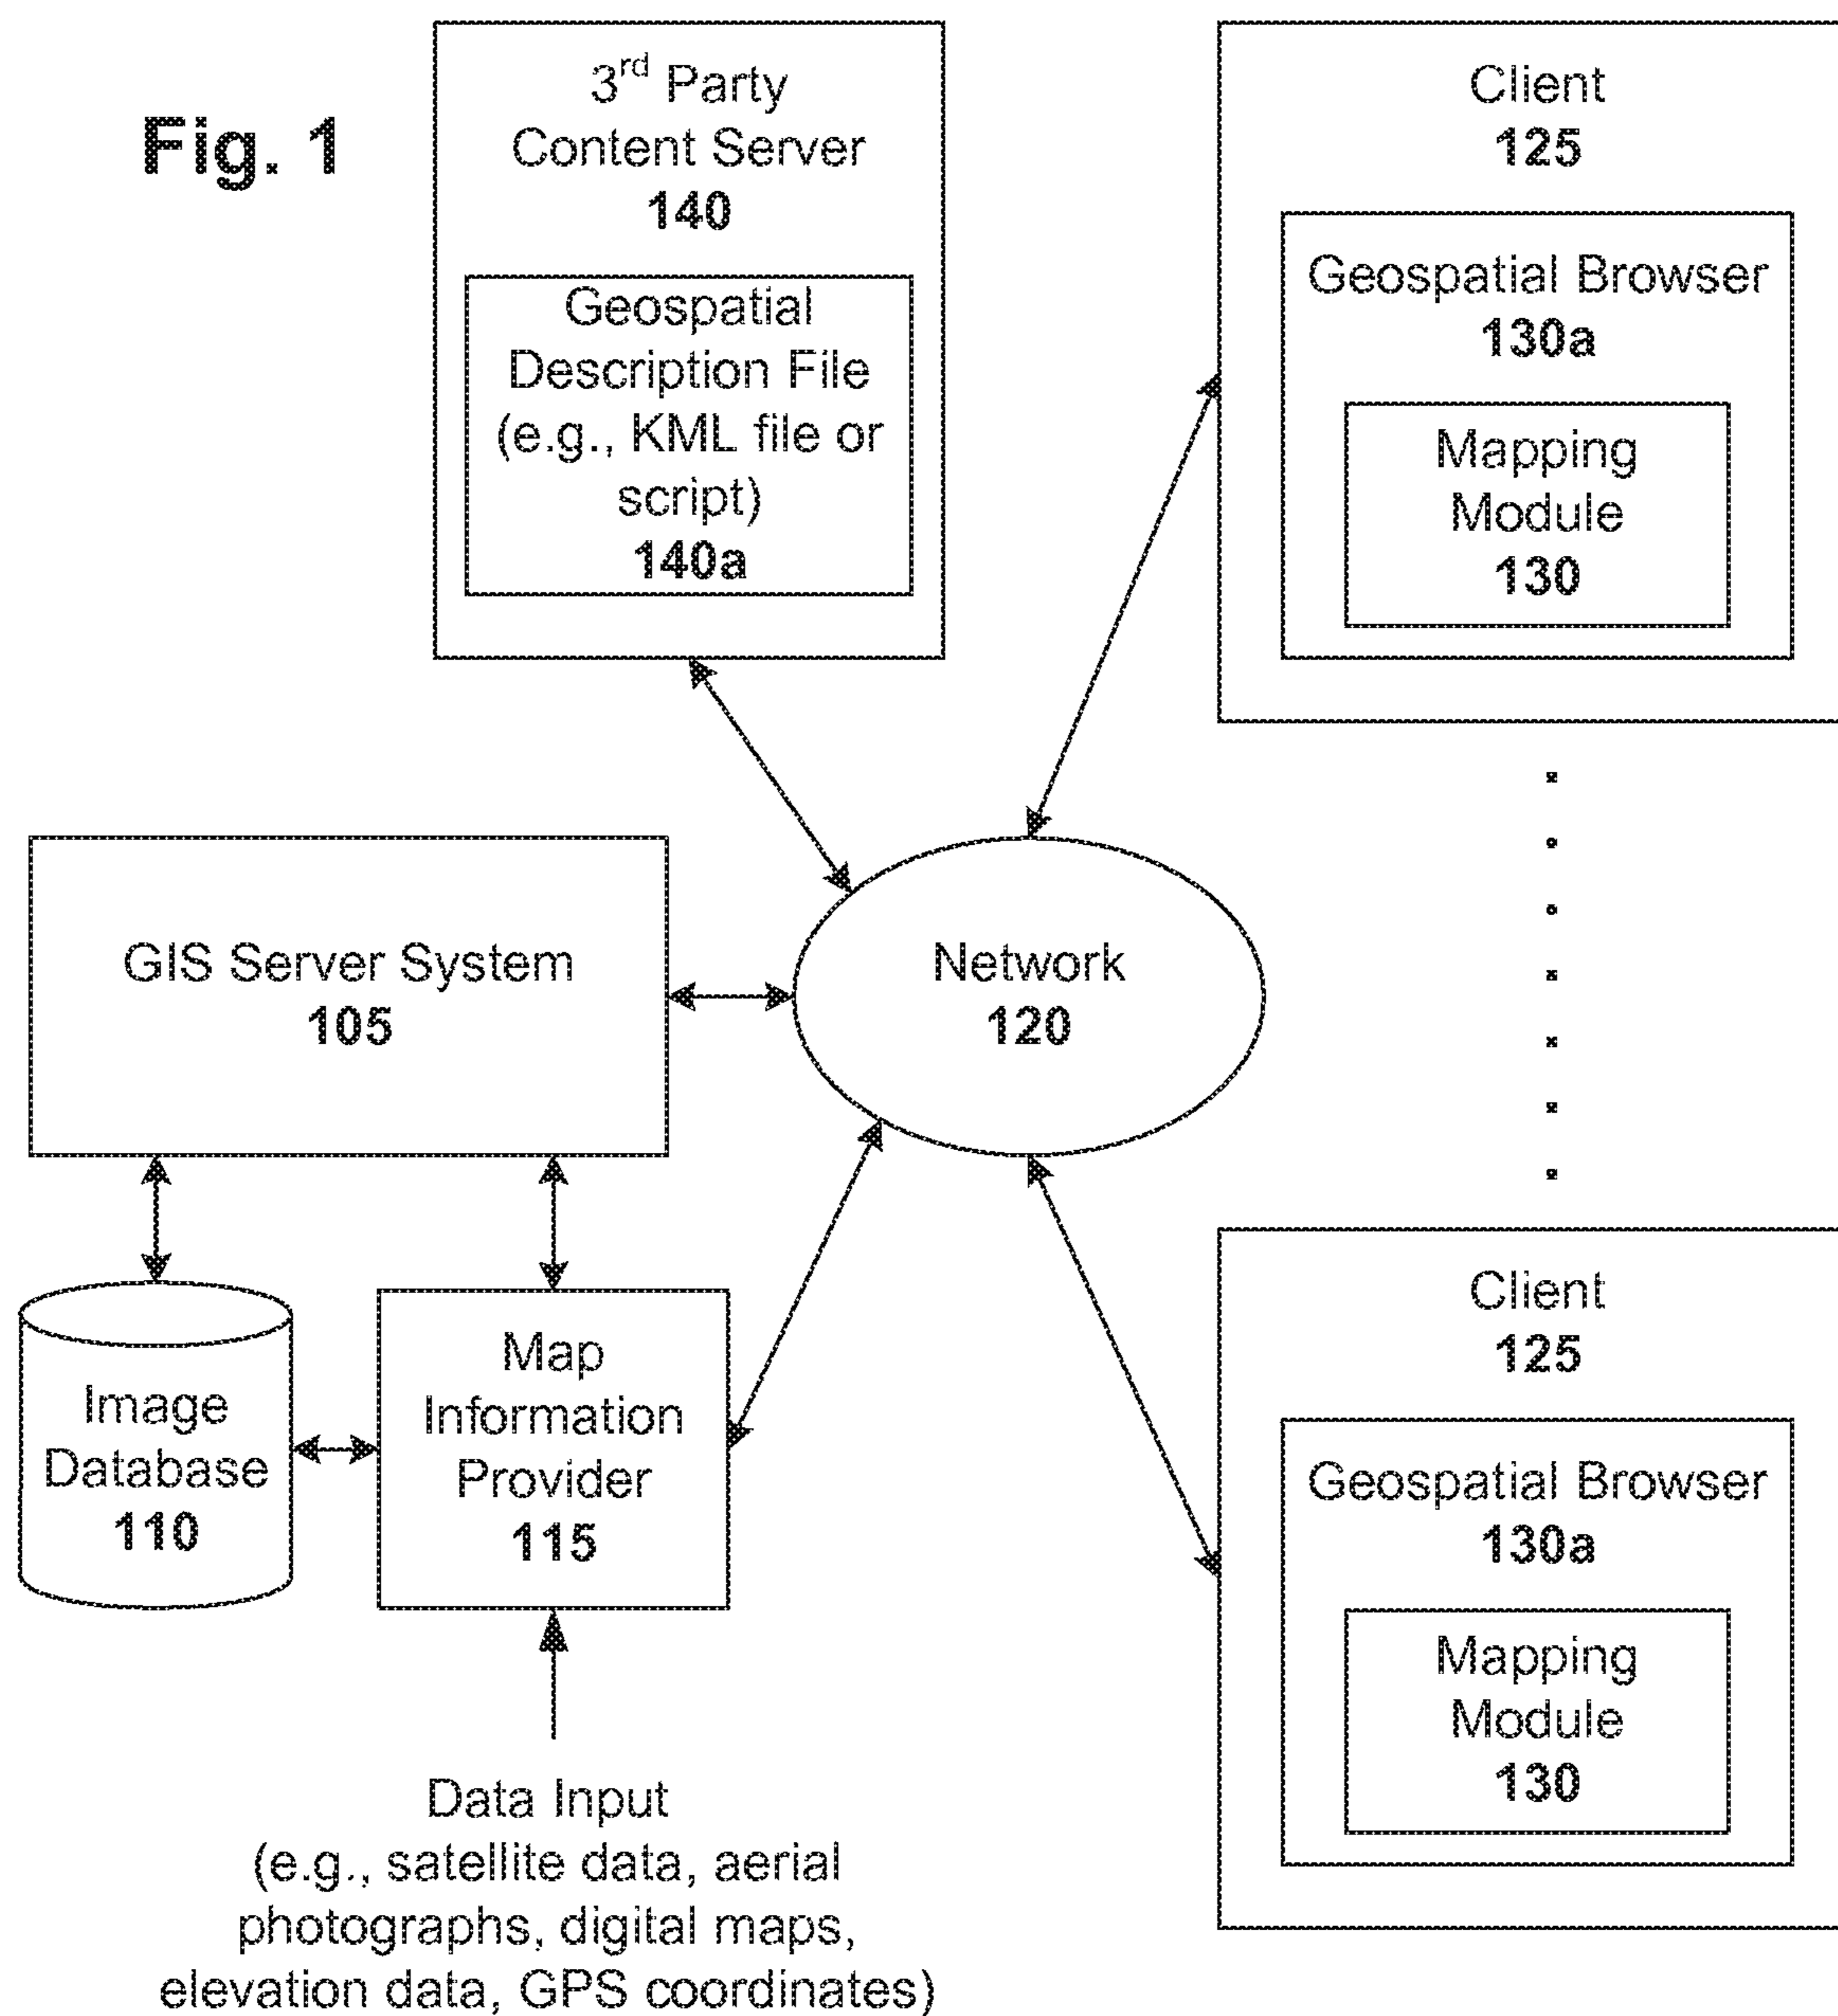 Fig. 1
3rd Party
Content Server
140
Geospatial
Description File
(e.g., KML file or
script)
140a
Client
125
Geospatial Browser
130a
Mapping
Module
130
GIS Server System
105
Network
120
Image
Database
110
Map
Information
Provider
115
Client
125
Geospatial Browser
130a
Mapping
Module
130
Data Input
(e.g., satellite data, aerial
photographs, digital maps,
elevation data, GPS coordinates)